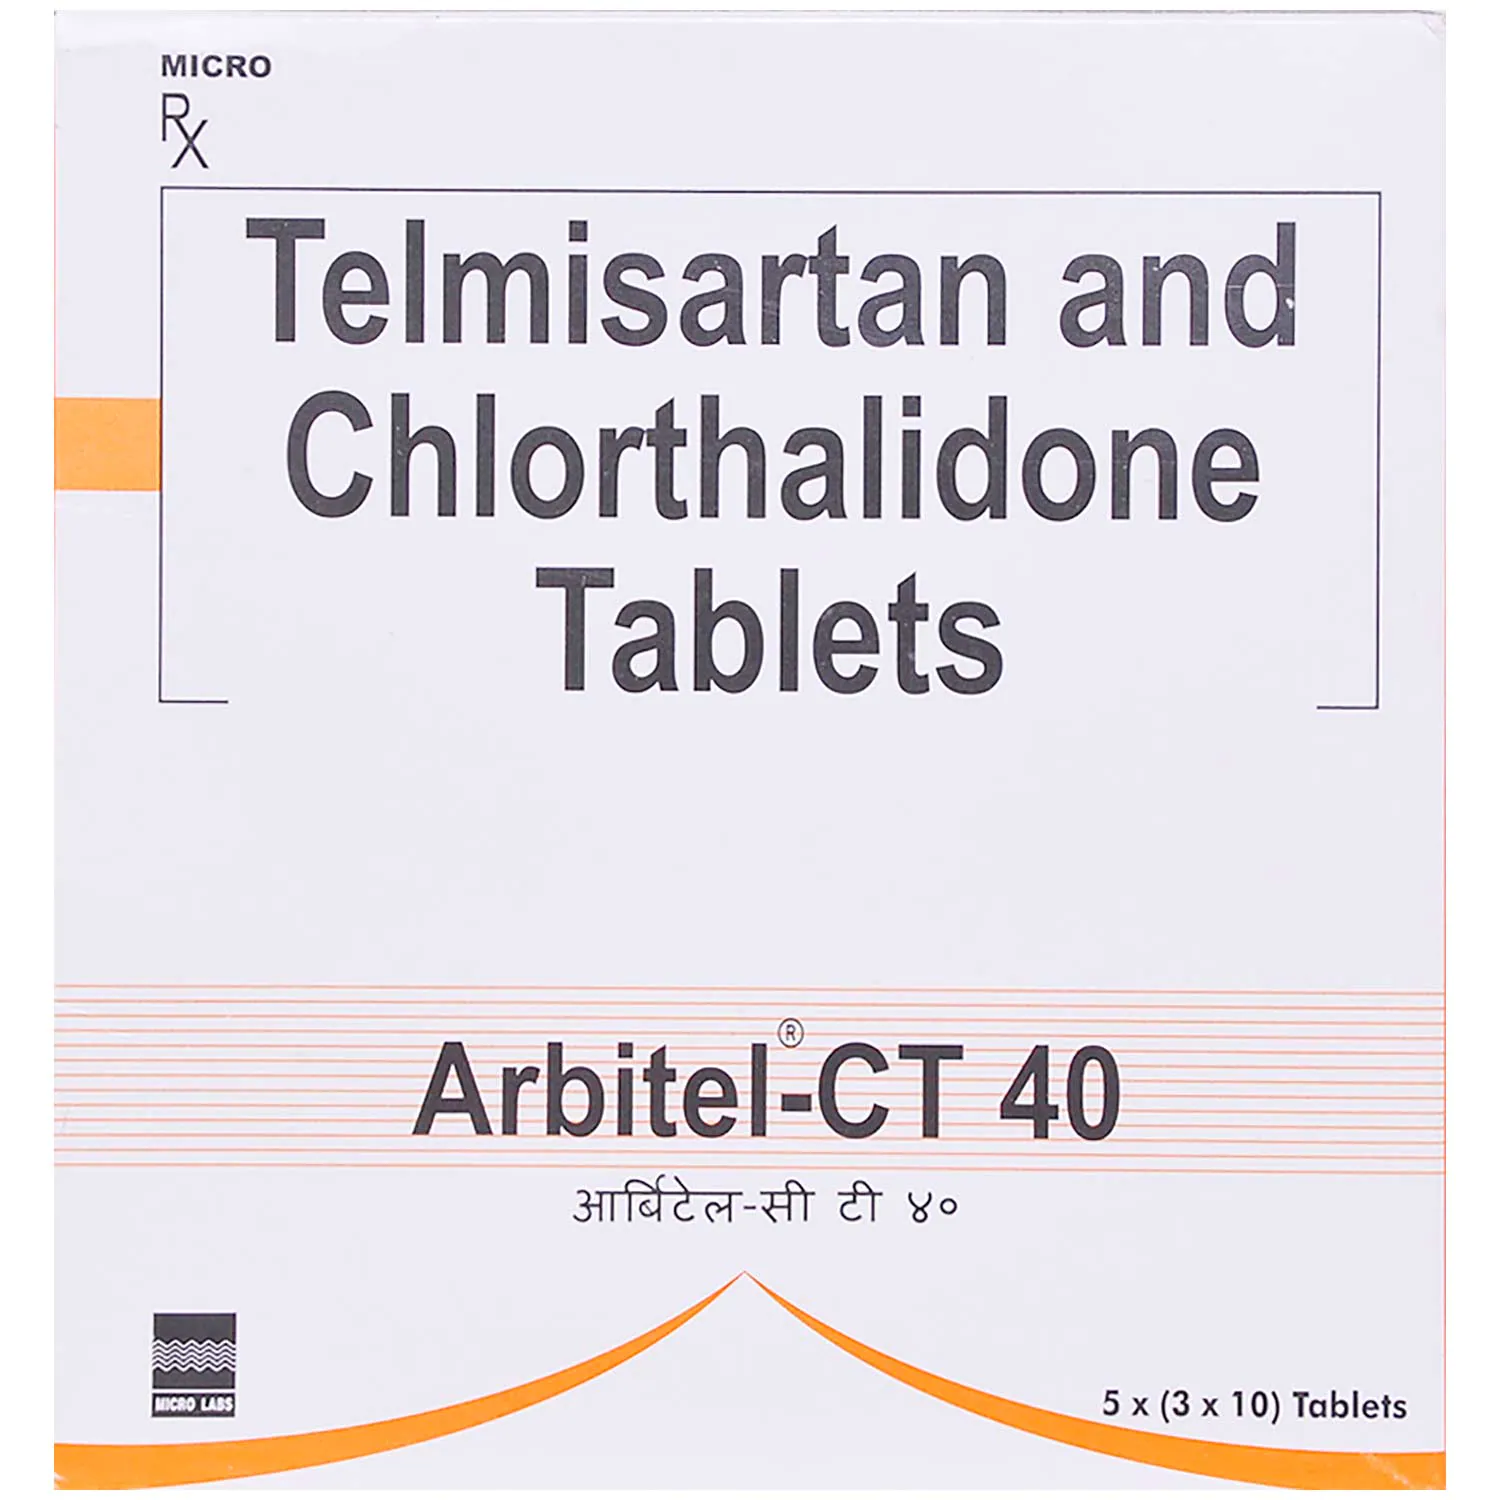 MICRO
Rx
Telmisartan and
Chlorthalidone
Tablets
Arbitel®-CT 40
आर्बिटेल-सी टी ४०
MICRO LABS
5 x (3 x 10) Tablets